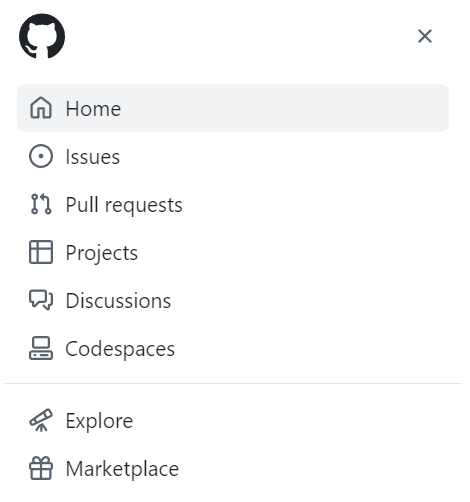 Home
Issues
Pull requests
Projects
Discussions
Codespaces
Explore
Marketplace